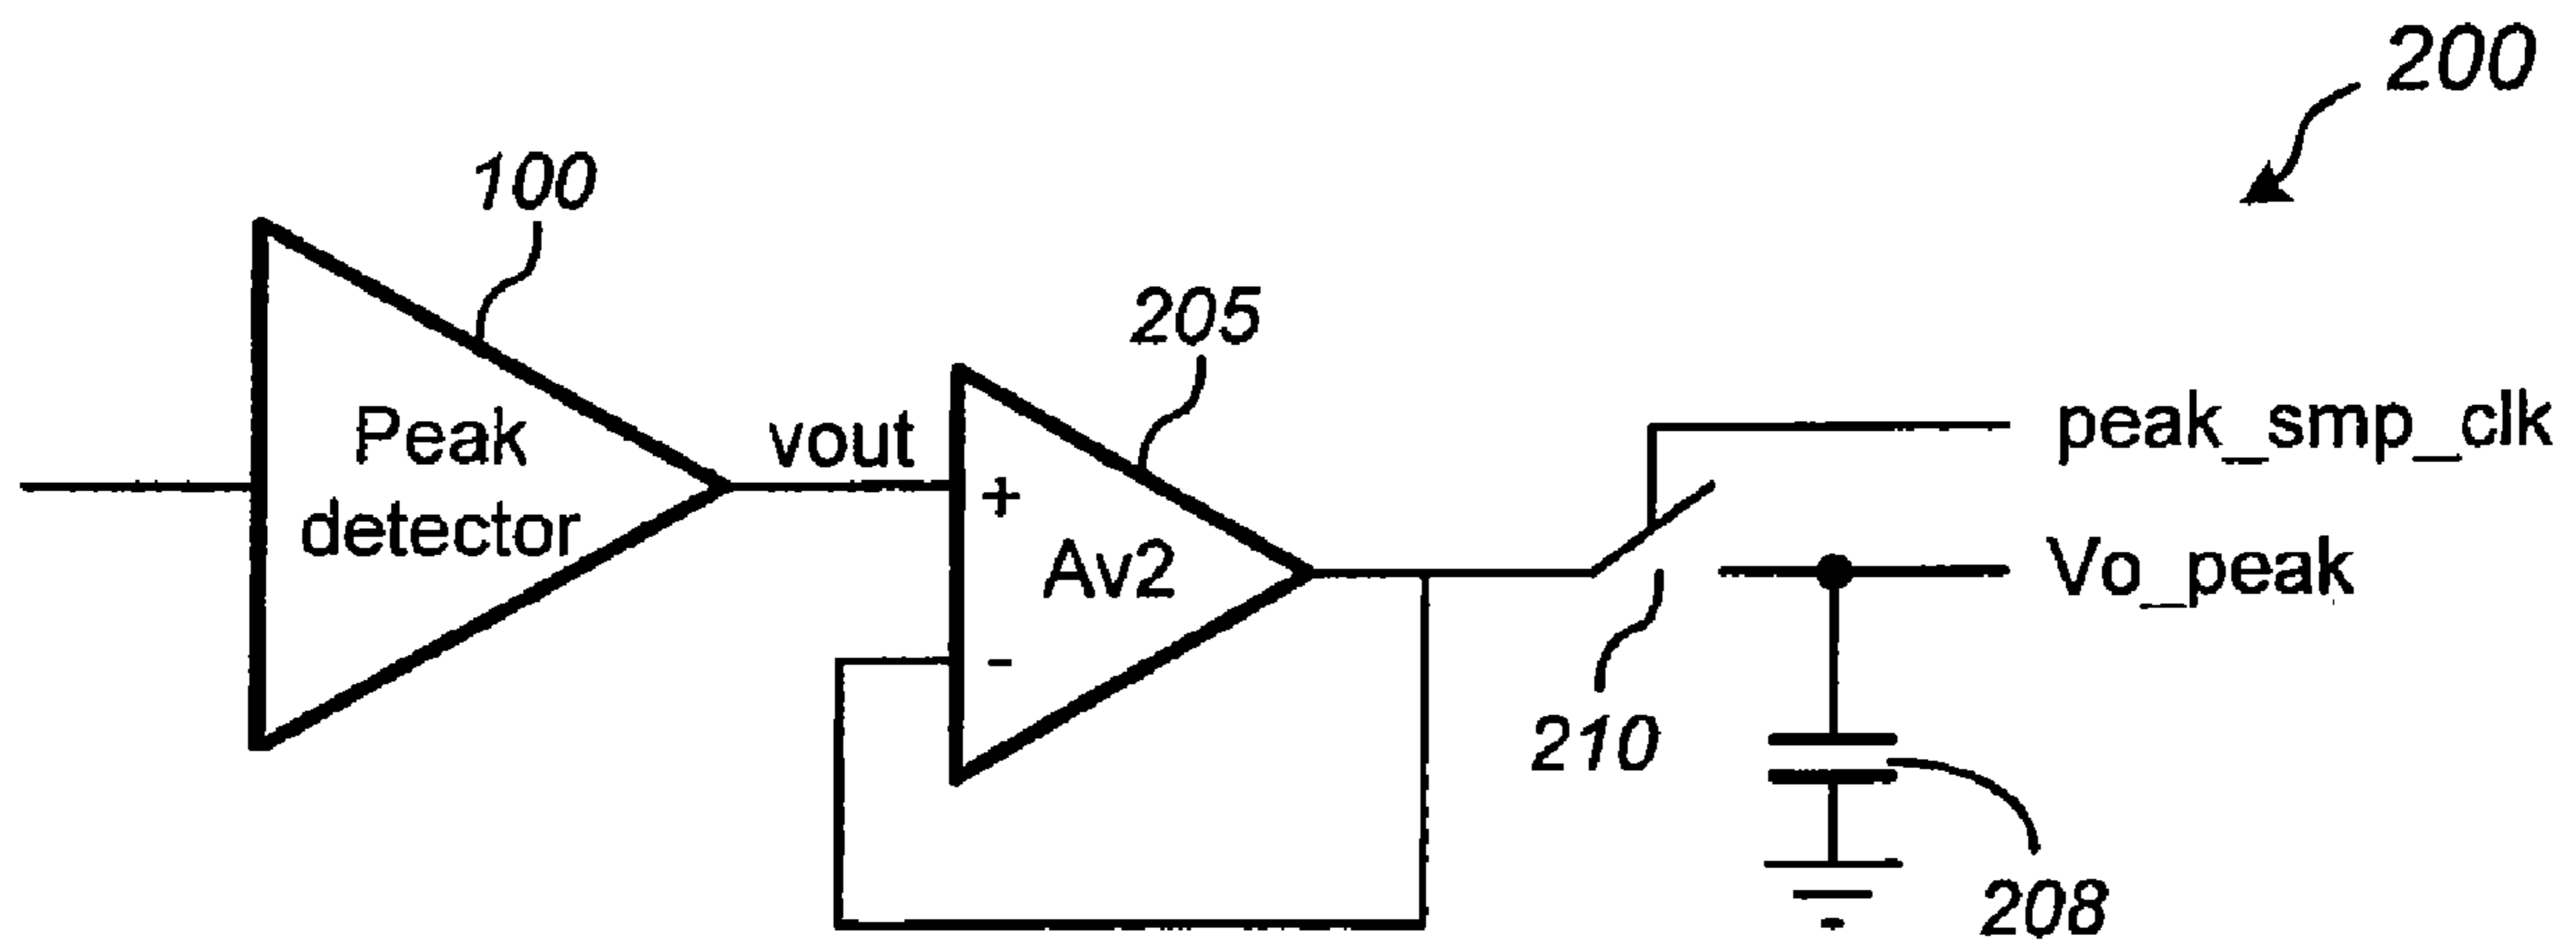 200
100
205
Peak
detector
vout
+
Av2
-
peak_smp_clk
Vo_peak
210
208